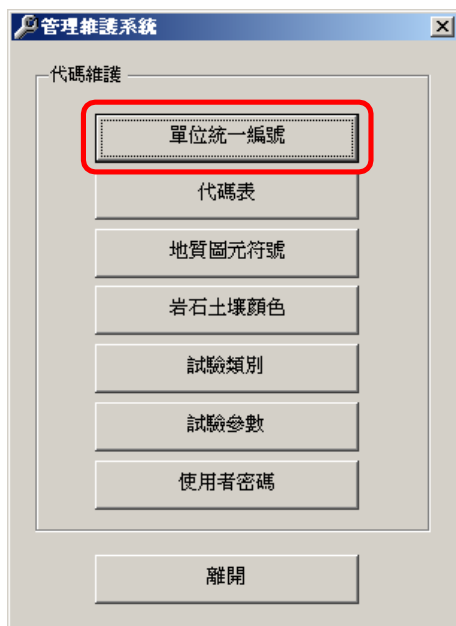 管理維護系統
代碼維護
單位統一編號
代碼表
地質圖元符號
岩石土壤顏色
試驗類別
試驗參數
使用者密碼
離開